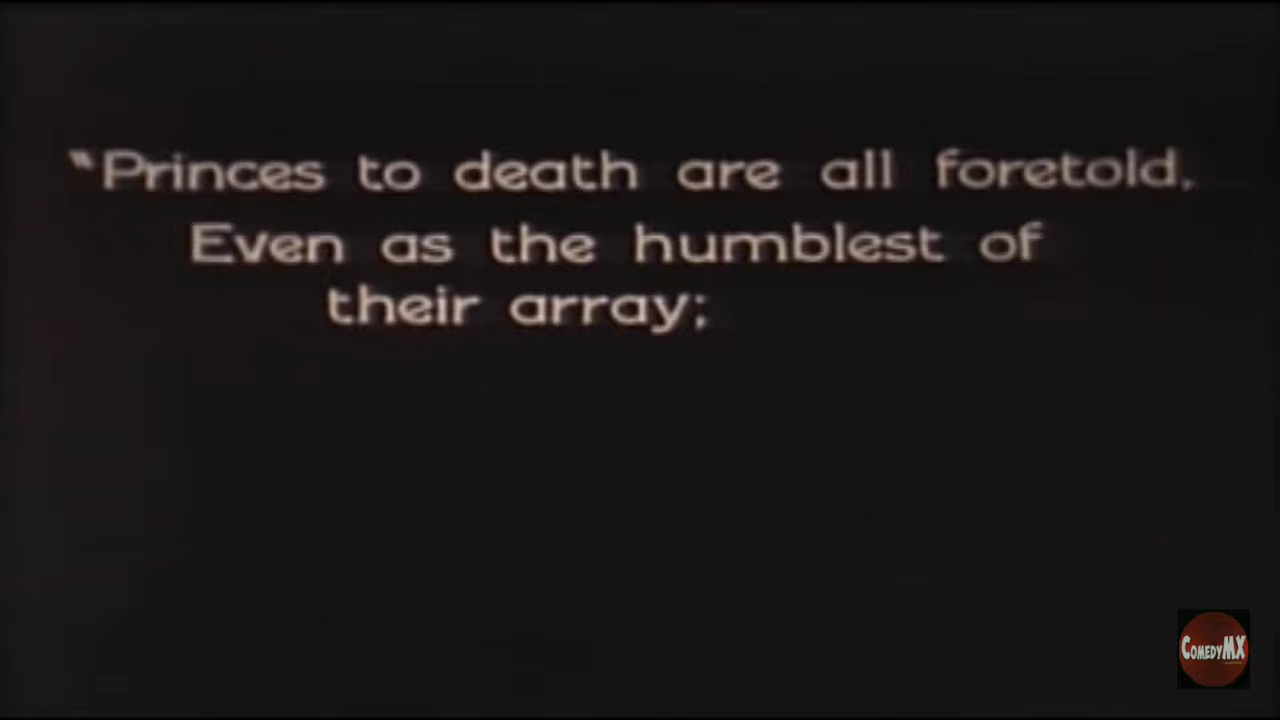 "Princes to death are all foretold.
Even as the humblest of
their array;
COMEDYMX